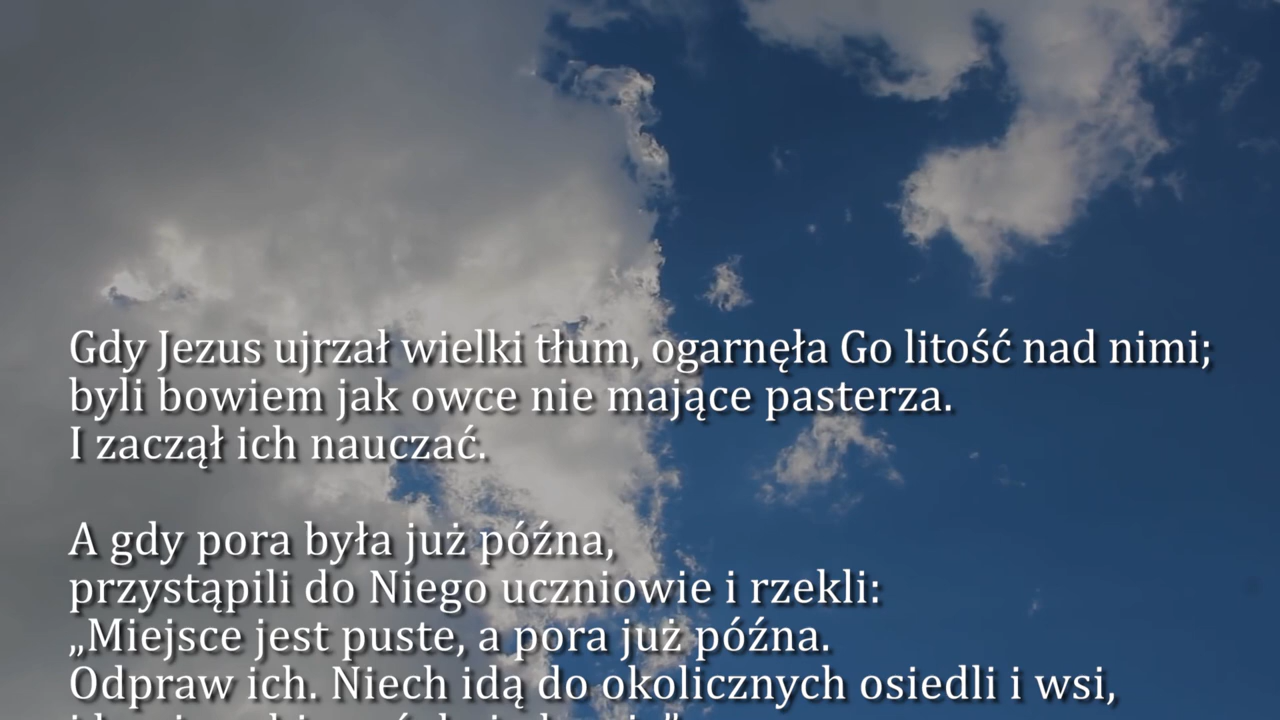 Gdy Jezus ujrzał wielki tłum, ogarnęła Go litość nad nimi;
byli bowiem jak owce nie mające pasterza.
I zaczął ich nauczać.
A gdy pora była już późna,
przystąpili do Niego uczniowie i rzekli:
„Miejsce jest puste, a pora już późna.
Odpraw ich. Niech idą do okolicznych osiedli i wsi,